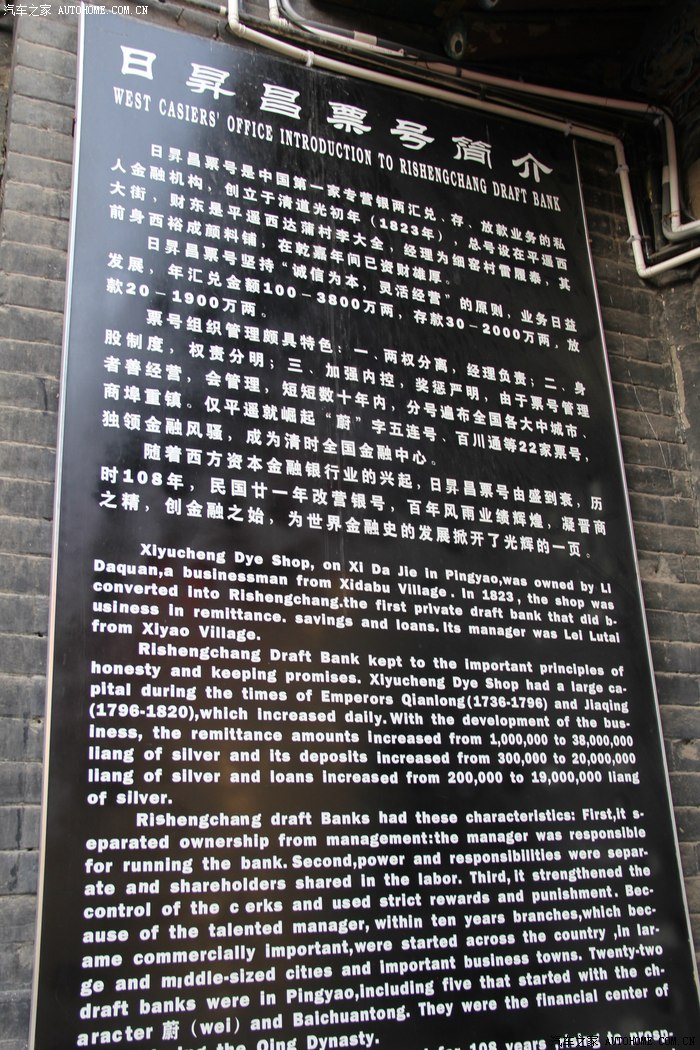 汽车之家 AUTOHOME.COM.CN
日昇昌票号简介
WEST CASIERS' OFFICE INTRODUCTION TO RISHENGCHANG DRAFT BANK
日昇昌票号是中国第一家专营银两汇兑、存、放款业务的私
人金融机构，创立于清道光初年（1823年），总号设在平遥西
大街，财东是平遥西达蒲村李大全，经理为细窑村雷履泰，其
前身西裕成颜料铺，在乾嘉年间已资财雄厚。
日昇昌票号坚持“诚信为本，灵活经营”的原则，业务日益
发展，年汇兑金额100－3800万两，存款30－2000万两，放
款20－1900万两。
票号组织管理颇具特色：一、两权分离，经理负责；二、身
股制度，权责分明；三、加强内控，奖惩严明，由于票号管理
者善经营，会管理，短短数十年内，分号遍布全国各大中城市、
商埠重镇。仅平遥就崛起“蔚”字五连号、百川通等22家票号，
独领金融风骚，成为清时全国金融中心。
随着西方资本金融银行业的兴起，日昇昌票号由盛到衰，历
时108年，民国廿一年改营银号，百年风雨业绩辉煌，凝晋商
之精，创金融之始，为世界金融史的发展掀开了光辉的一页。
Xiyucheng Dye Shop, on Xi Da Jie in Pingyao,was owned by Li
Daquan,a businessman from Xidabu Village. In 1823, the shop was
converted into Rishengchang.the first private draft bank that did b-
usiness in remittance. savings and loans. Its manager was Lei Lutai
from Xiyao Village.
Rishengchang Draft Bank kept to the important principles of
honesty and keeping promises. Xiyucheng Dye Shop had a large ca-
pital during the times of Emperors Qianlong(1736-1796) and Jiaqing
(1796-1820),which increased daily. With the development of the bus-
iness, the remittance amounts increased from 1,000,000 to 38,000,000
liang of silver and its deposits increased from 300,000 to 20,000,000
liang of silver and loans increased from 200,000 to 19,000,000 liang
of silver.
Rishengchang draft Banks had these characteristics: First,it s-
eparated ownership from management:the manager was responsible
for running the bank. Second,power and responsibilities were separ-
ate and shareholders shared in the labor. Third, it strengthened the
control of the c erks and used strict rewards and punishment. Bec-
ause of the talented manager, within ten years branches,which bec-
ame commercially important,were started across the country ,in lar-
ge and middle-sized cities and important business towns. Twenty-two
draft banks were in Pingyao,including five that started with the ch-
aracter 蔚 (wei) and Baichuantong. They were the financial center of
the Qing Dynasty.
for 108 years to prosp-
汽车之家 AUTOHOME.COM.CN